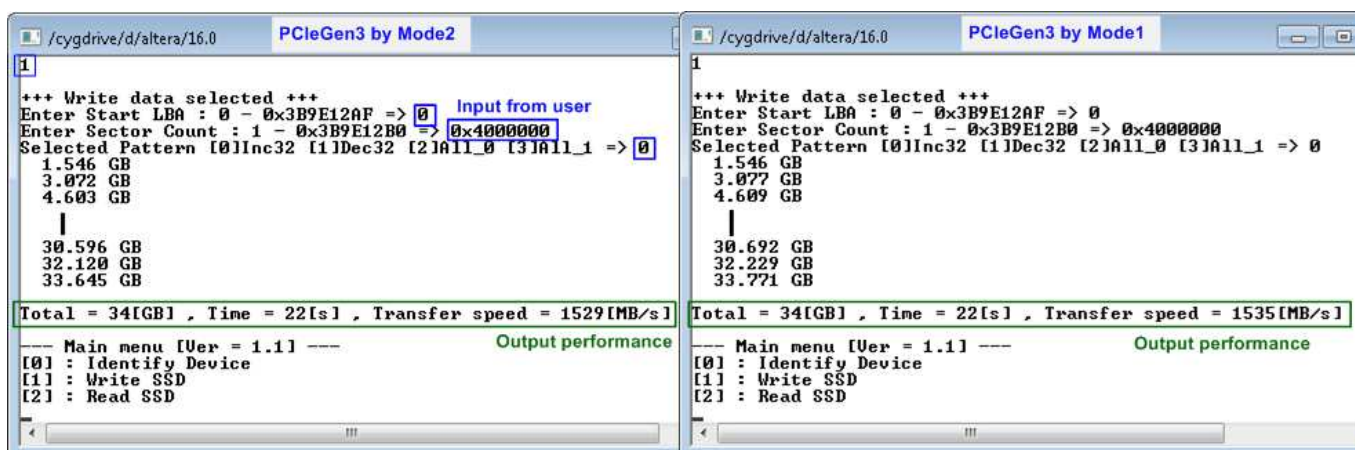 /cygdrive/d/altera/16.0 PCIeGen3 by Mode2
1
+++ Write data selected +++
Enter Start LBA : 0 - 0x3B9E12AF => 0 Input from user
Enter Sector Count : 1 - 0x3B9E12B0 => 0x4000000
Selected Pattern [0]Inc32 [1]Dec32 [2]All_0 [3]All_1 => 0
1.546 GB
3.072 GB
4.603 GB
30.596 GB
32.120 GB
33.645 GB
Total = 34[GB] , Time = 22[s] , Transfer speed = 1529[MB/s]
--- Main menu [Ver = 1.1] --- Output performance
[0] : Identify Device
[1] : Write SSD
[2] : Read SSD
/cygdrive/d/altera/16.0 PCIeGen3 by Mode1
1
+++ Write data selected +++
Enter Start LBA : 0 - 0x3B9E12AF => 0
Enter Sector Count : 1 - 0x3B9E12B0 => 0x4000000
Selected Pattern [0]Inc32 [1]Dec32 [2]All_0 [3]All_1 => 0
1.546 GB
3.077 GB
4.609 GB
30.692 GB
32.229 GB
33.771 GB
Total = 34[GB] , Time = 22[s] , Transfer speed = 1535[MB/s]
--- Main menu [Ver = 1.1] --- Output performance
[0] : Identify Device
[1] : Write SSD
[2] : Read SSD